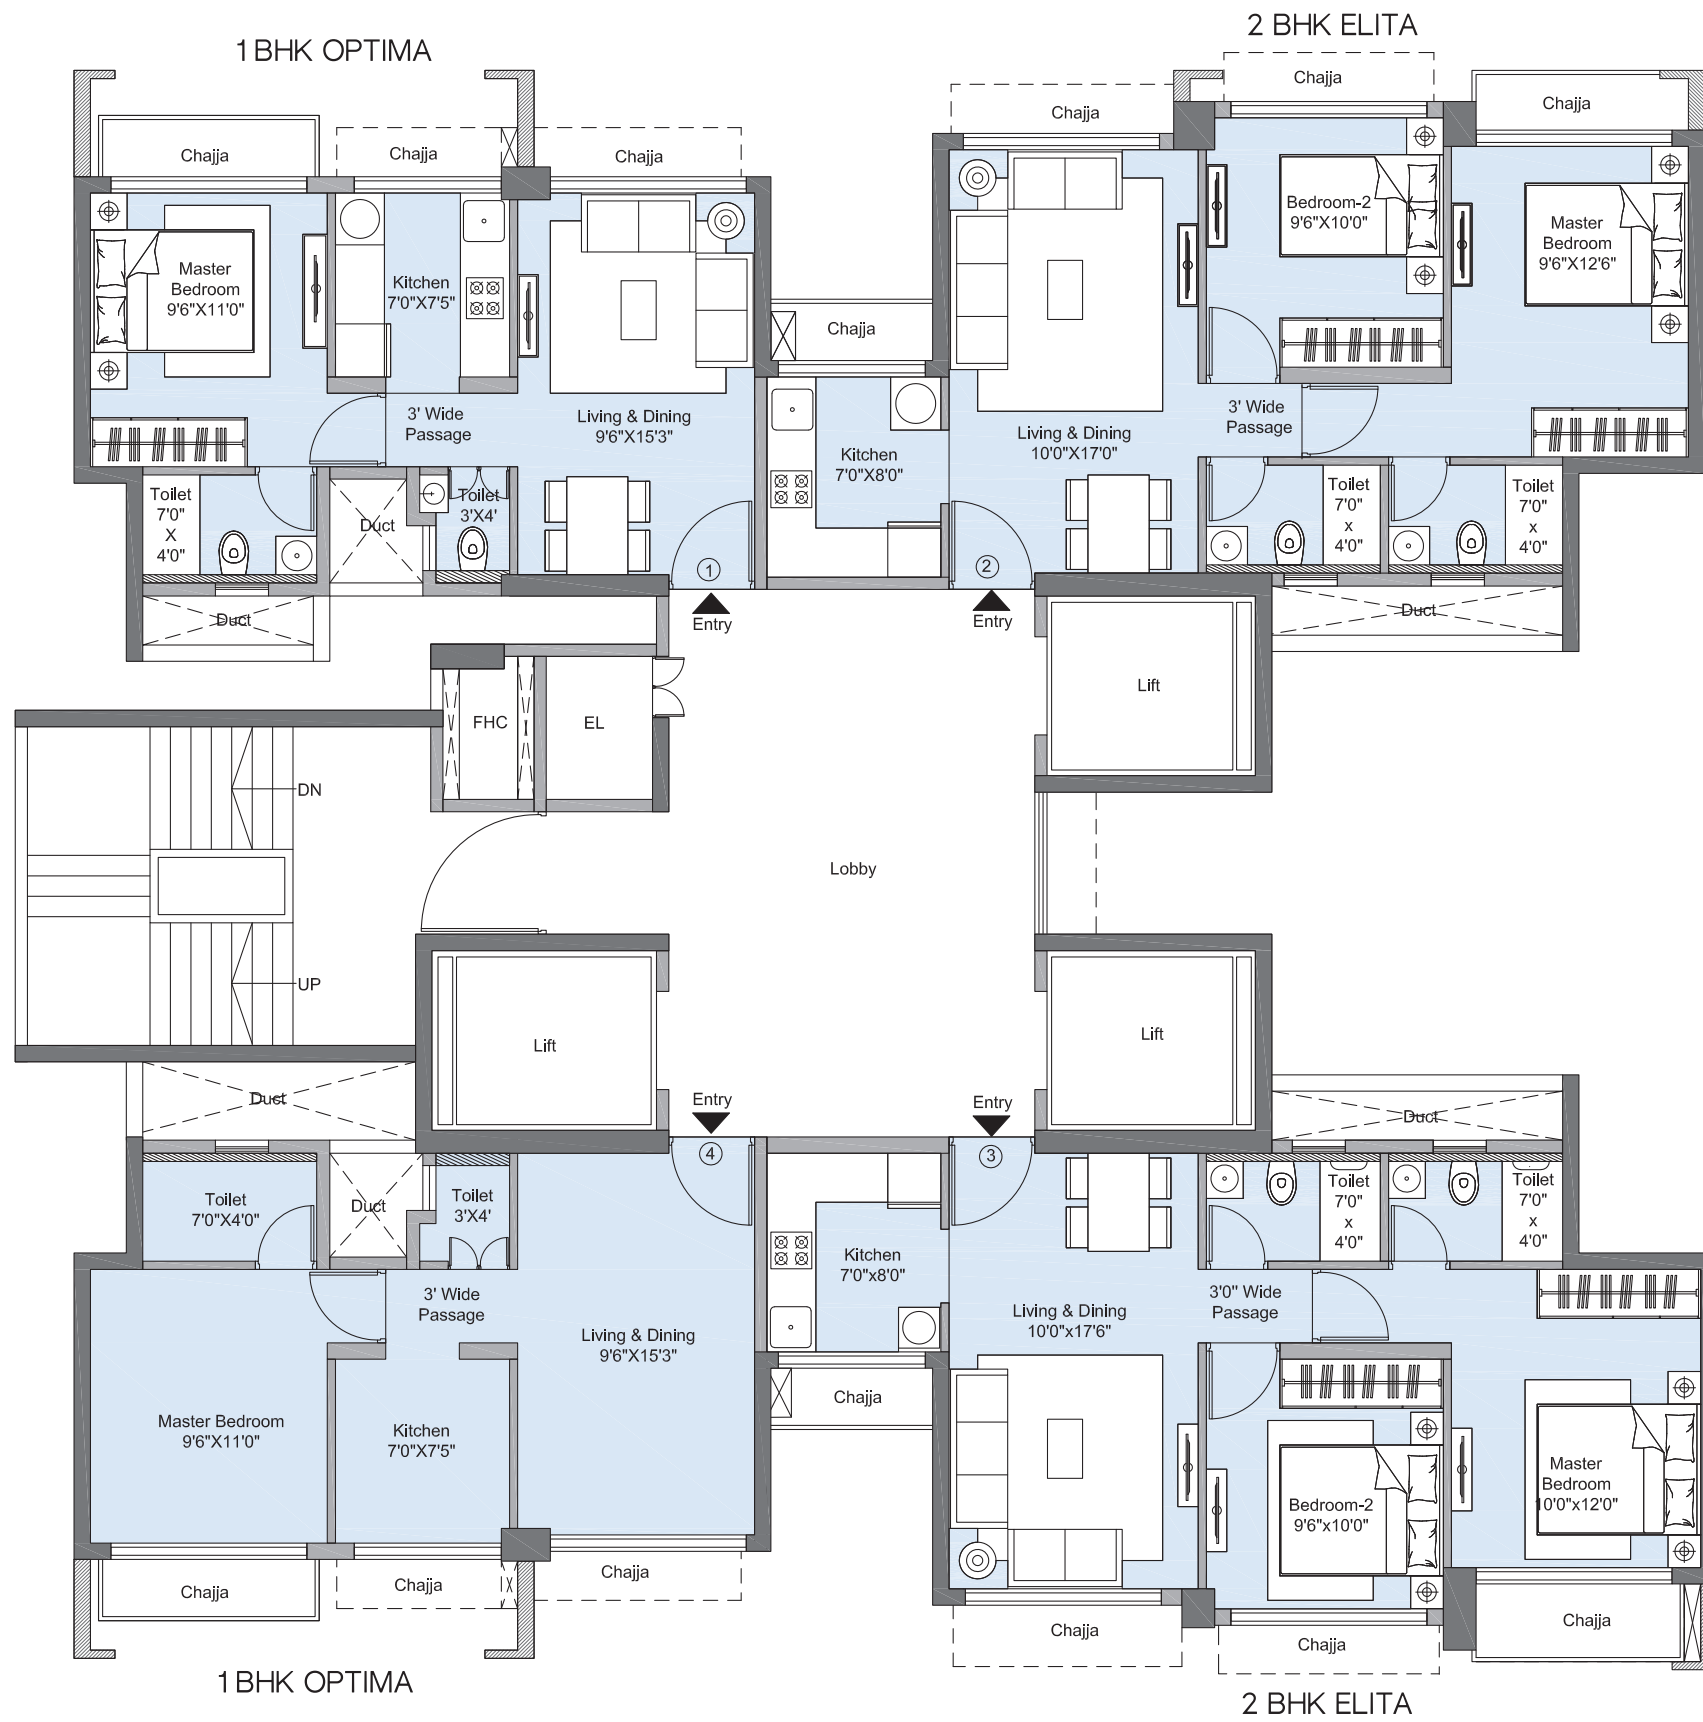 1BHK OPTIMA
2 BHK ELITA
Chajja
Chajja
Chajja
Chajja
Chajja
Chajja
Master
Bedroom
9'6"X11'0"
Kitchen
7'0"X7'5"
3' Wide
Passage
Living & Dining
9'6"X15'3"
Toilet
7'0"
X
4'0"
Duct
Toilet
3'X4'
Duct
1
Entry
Chajja
Kitchen
7'0"X8'0"
Living & Dining
10'0"X17'0"
2
Entry
Bedroom-2
9'6"X10'0"
Master
Bedroom
9'6"X12'6"
3' Wide
Passage
Toilet
7'0"
x
4'0"
Toilet
7'0"
x
4'0"
Duct
Lift
FHC
EL
DN
UP
Lobby
Lift
Lift
Duct
Entry
4
Entry
3
Duct
Toilet
7'0"X4'0"
Duct
Toilet
3'X4'
3' Wide
Passage
Living & Dining
9'6"X15'3"
Master Bedroom
9'6"X11'0"
Kitchen
7'0"X7'5"
Kitchen
7'0"x8'0"
Chajja
Living & Dining
10'0"x17'6"
3'0" Wide
Passage
Toilet
7'0"
x
4'0"
Toilet
7'0"
x
4'0"
Bedroom-2
9'6"x10'0"
Master
Bedroom
10'0"x12'0"
Chajja
Chajja
Chajja
Chajja
Chajja
Chajja
1BHK OPTIMA
2 BHK ELITA